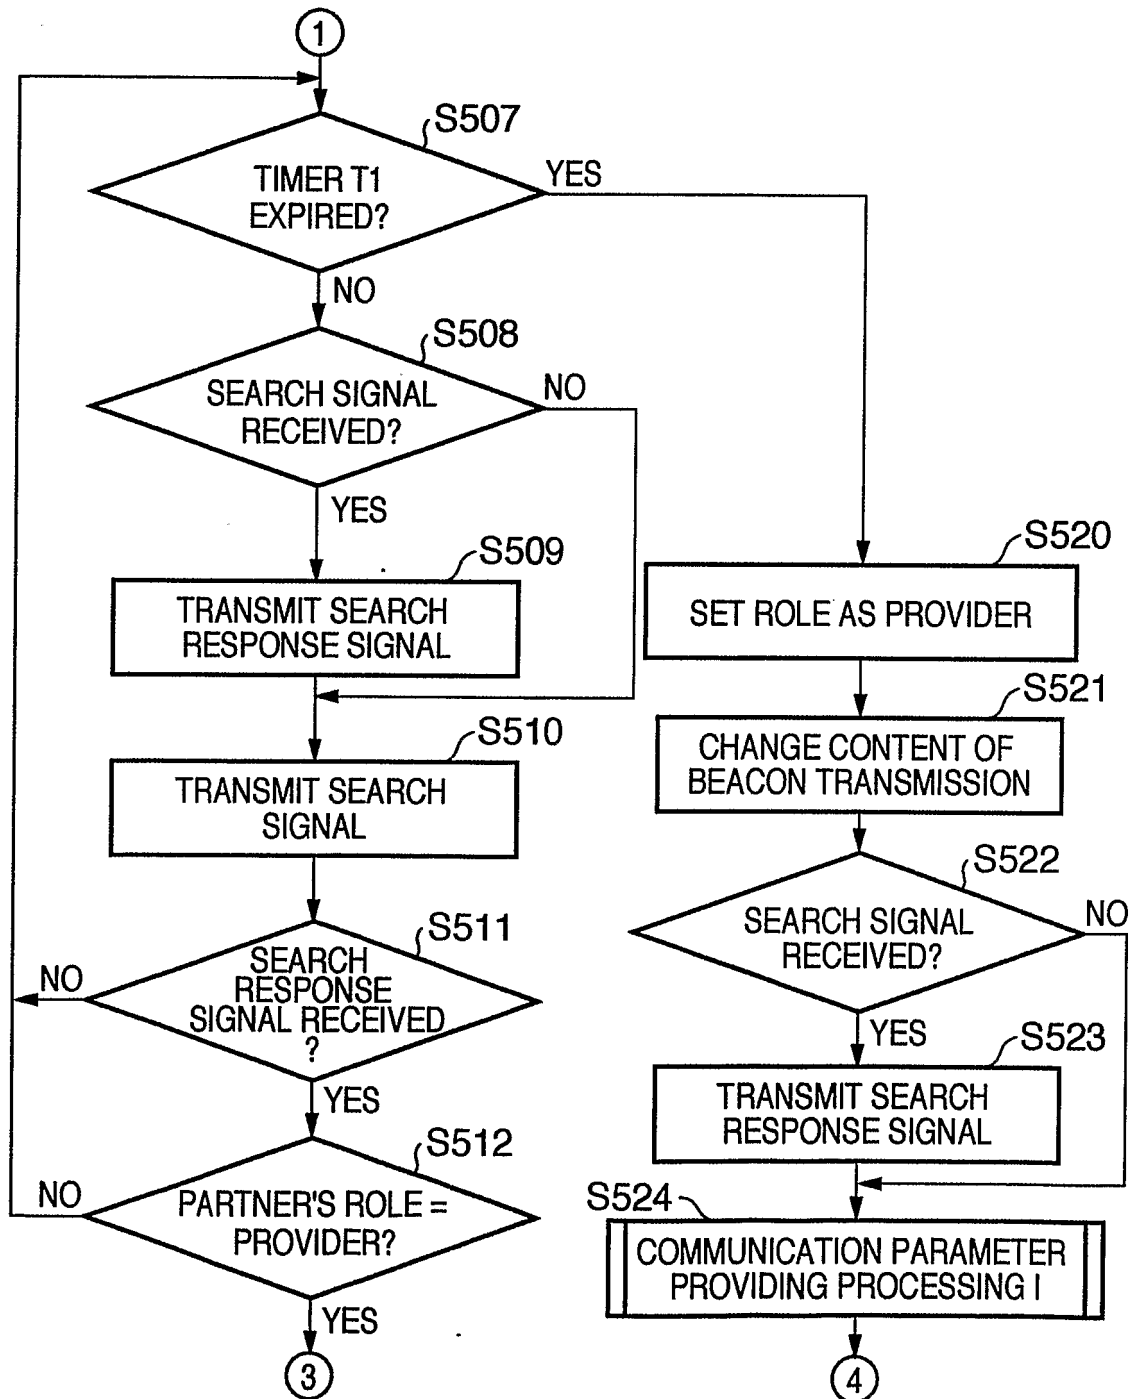 1
S507
TIMER T1
EXPIRED?
YES
NO
S508
SEARCH SIGNAL
RECEIVED?
NO
YES
S509
TRANSMIT SEARCH
RESPONSE SIGNAL
S510
TRANSMIT SEARCH
SIGNAL
S511
SEARCH
RESPONSE
SIGNAL RECEIVED
?
NO
YES
S512
PARTNER'S ROLE =
PROVIDER?
NO
YES
3
S520
SET ROLE AS PROVIDER
S521
CHANGE CONTENT OF
BEACON TRANSMISSION
S522
SEARCH SIGNAL
RECEIVED?
NO
YES
S523
TRANSMIT SEARCH
RESPONSE SIGNAL
S524
COMMUNICATION PARAMETER
PROVIDING PROCESSING I
4